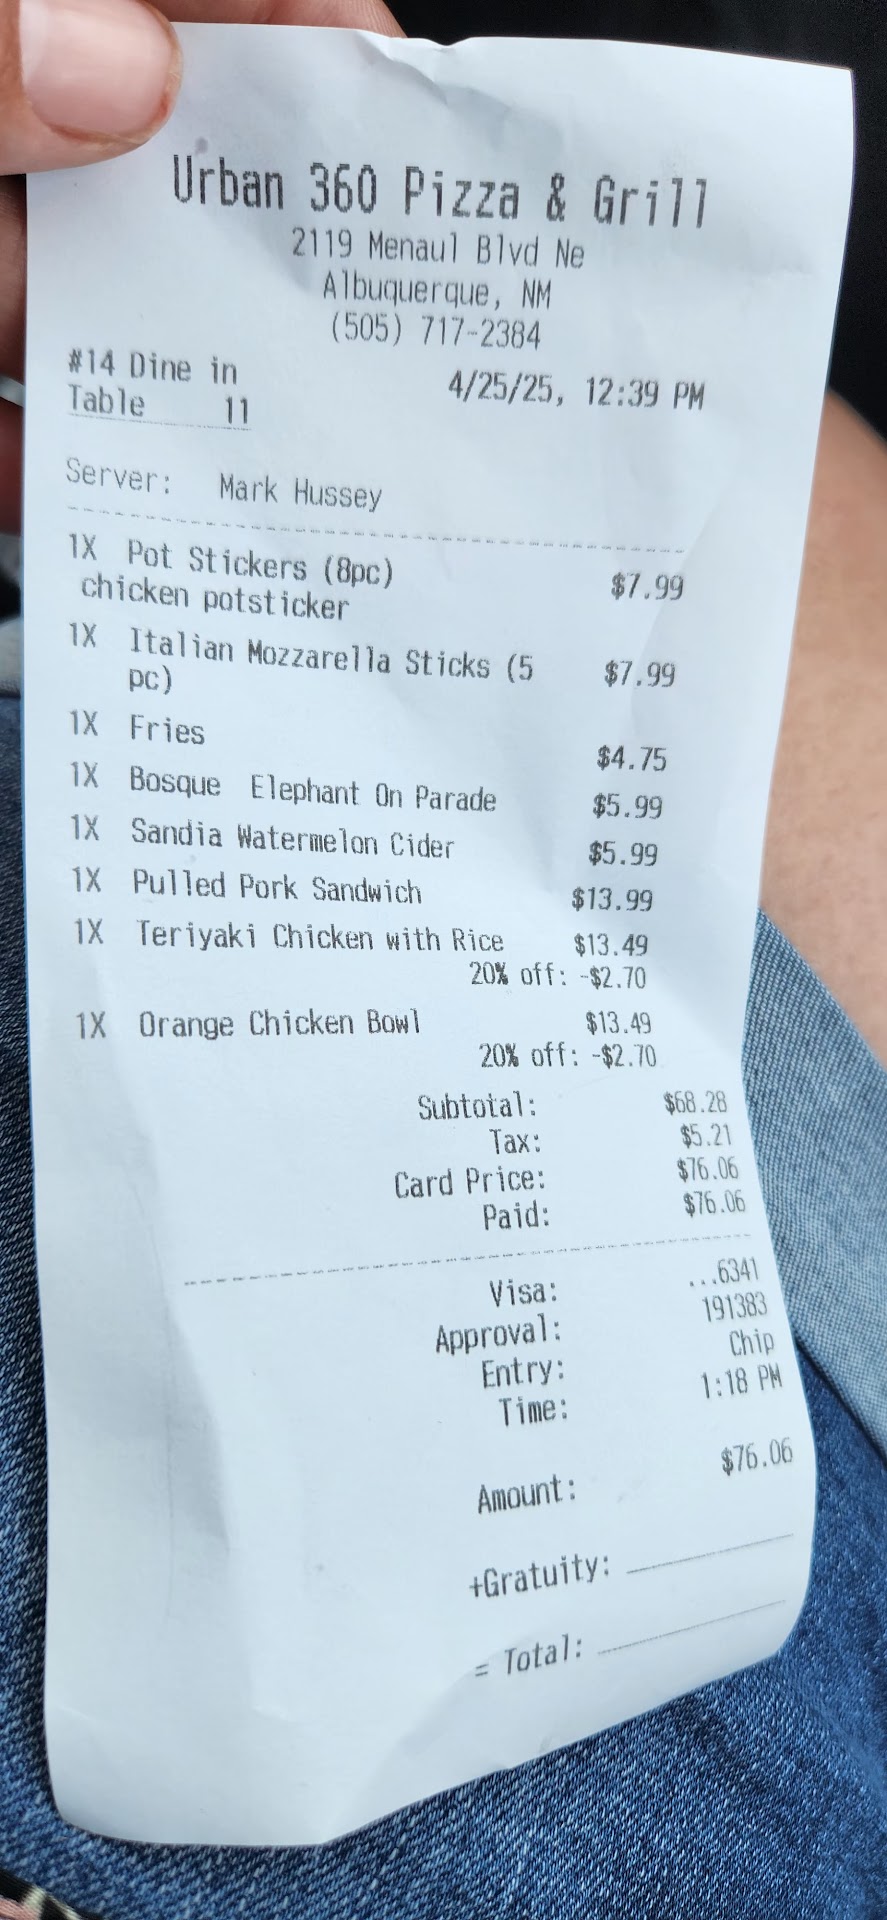 Urban 360 Pizza & Grill
2119 Menaul Blvd Ne
Albuquerque, NM
(505) 717-2384
#14 Dine in 4/25/25, 12:39 PM
Table 11
Server: Mark Hussey
1X Pot Stickers (8pc) $7.99
chicken potsticker
1X Italian Mozzarella Sticks (5 $7.99
pc)
1X Fries $4.75
1X Bosque Elephant On Parade $5.99
1X Sandia Watermelon Cider $5.99
1X Pulled Pork Sandwich $13.99
1X Teriyaki Chicken with Rice $13.49
20% off: -$2.70
1X Orange Chicken Bowl $13.49
20% off: -$2.70
Subtotal: $68.28
Tax: $5.21
Card Price: $76.06
Paid: $76.06
Visa: ...6341
Approval: 191383
Entry: Chip
Time: 1:18 PM
Amount: $76.06
+Gratuity:
= Total: